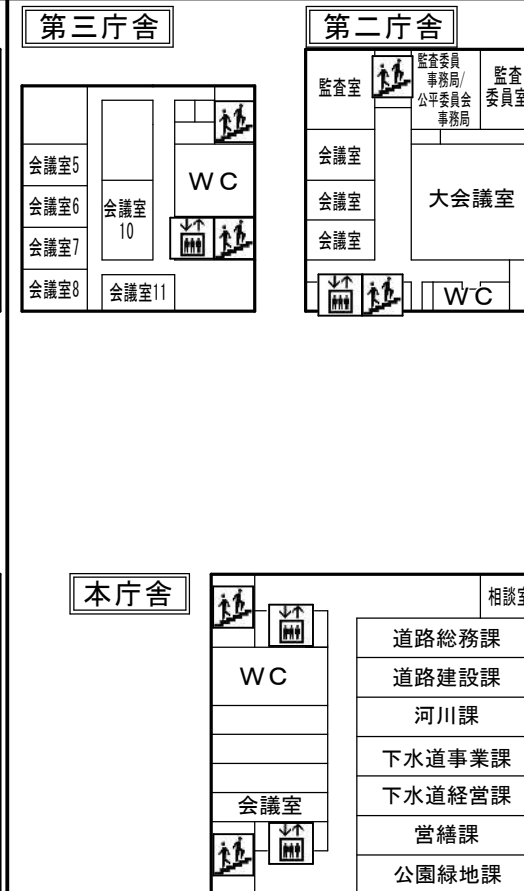 第三庁舎
会議室5
会議室6
会議室7
会議室8
会議室
10
会議室11
ＷＣ
第二庁舎
監査室
監査委員
事務局/
公平委員会
事務局
監査
委員室
会議室
会議室
会議室
大会議室
ＷＣ
本庁舎
相談室
ＷＣ
会議室
道路総務課
道路建設課
河川課
下水道事業課
下水道経営課
営繕課
公園緑地課